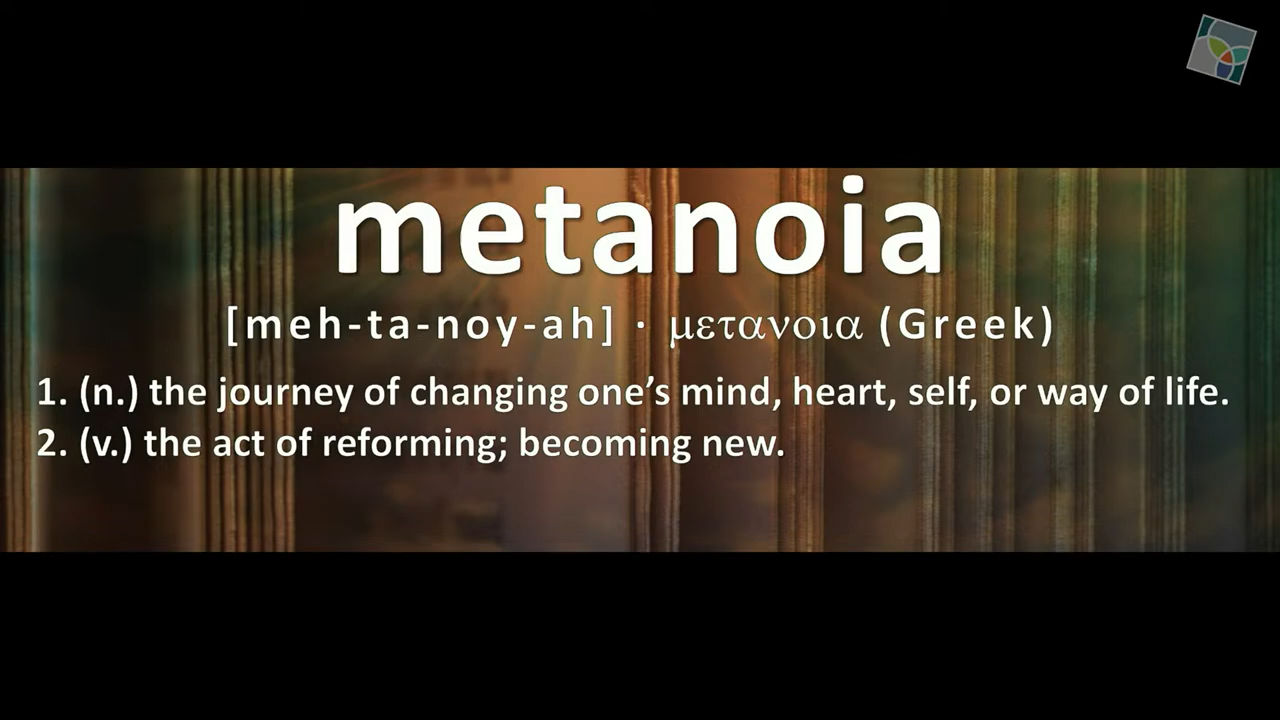 metanoia
[meh-ta-noy-ah] · μετανοια (Greek)
1. (n.) the journey of changing one’s mind, heart, self, or way of life.
2. (v.) the act of reforming; becoming new.